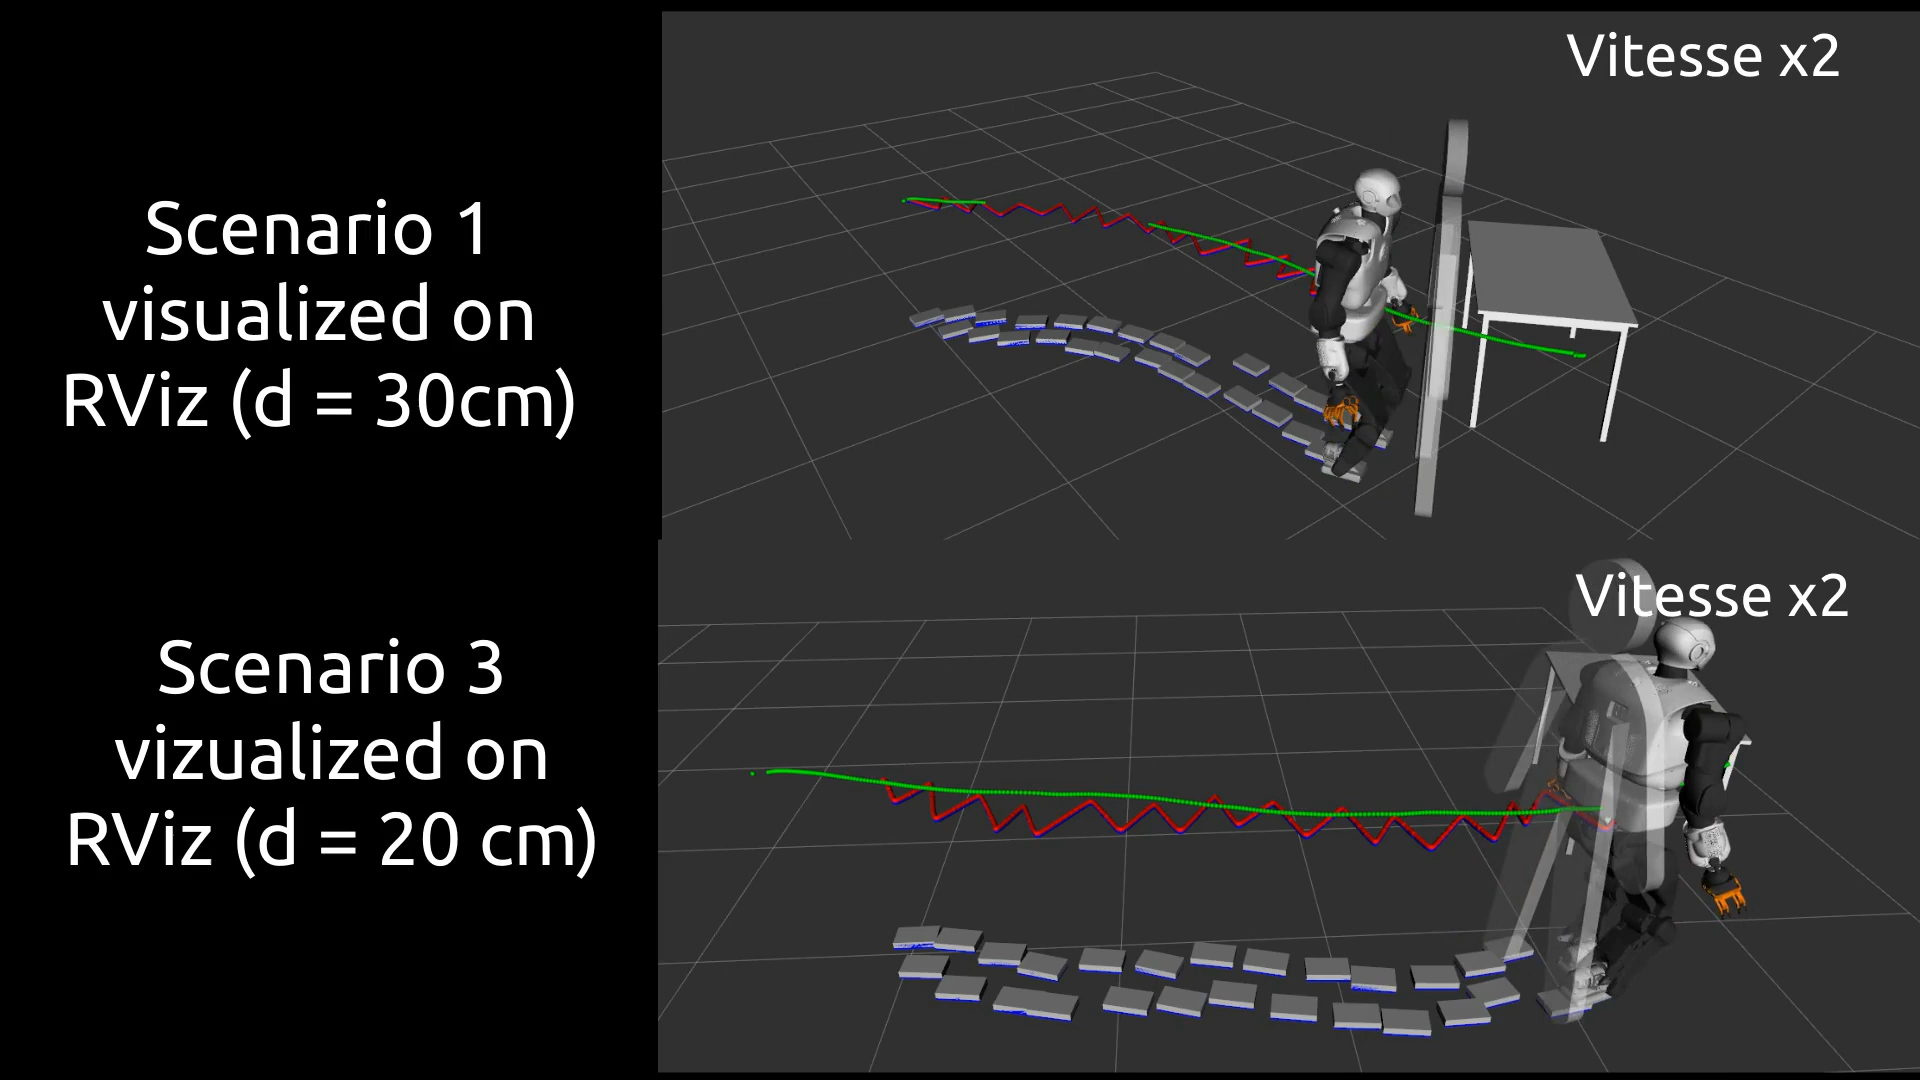 Scenario 1
visualized on
RViz (d = 30cm)
Vitesse x2
Scenario 3
vizualized on
RViz (d = 20 cm)
Vitesse x2